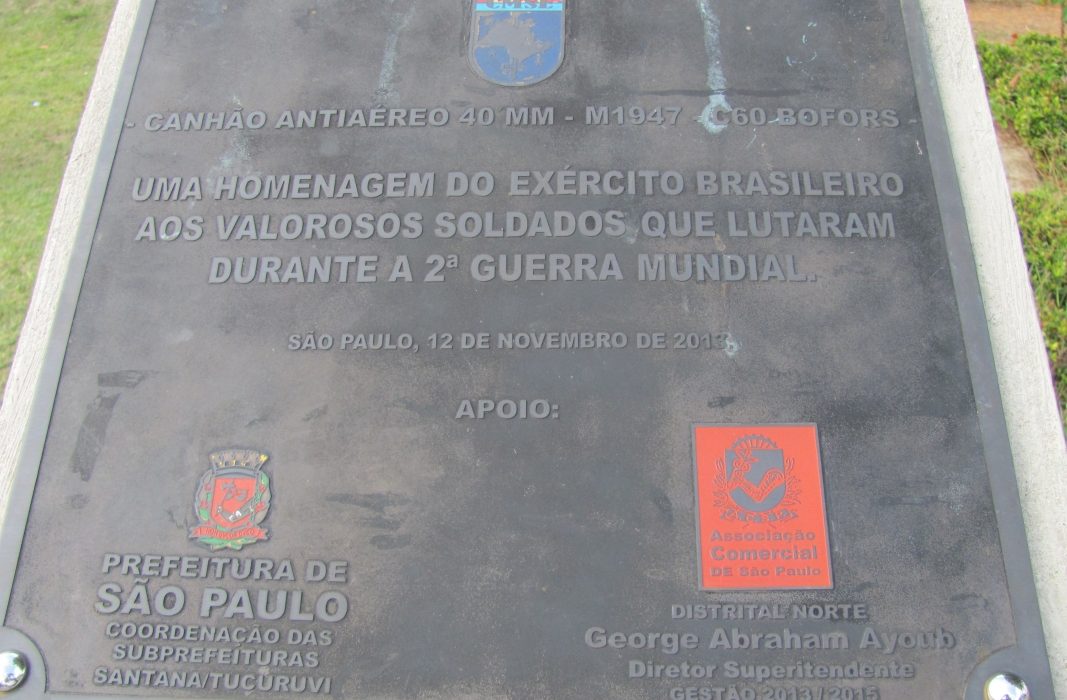 - CANHÃO ANTIAÉREO 40 MM - M1947 - C60-BOFORS -
UMA HOMENAGEM DO EXÉRCITO BRASILEIRO
AOS VALOROSOS SOLDADOS QUE LUTARAM
DURANTE A 2ª GUERRA MUNDIAL.
SÃO PAULO, 12 DE NOVEMBRO DE 2013.
APOIO:
PREFEITURA DE
SÃO PAULO
COORDENAÇÃO DAS
SUBPREFEITURAS
SANTANA/TUCURUVI
Associação
Comercial
DE São Paulo
DISTRITAL NORTE
George Abraham Ayoub
Diretor Superitendente
GESTÃO 2013/2015